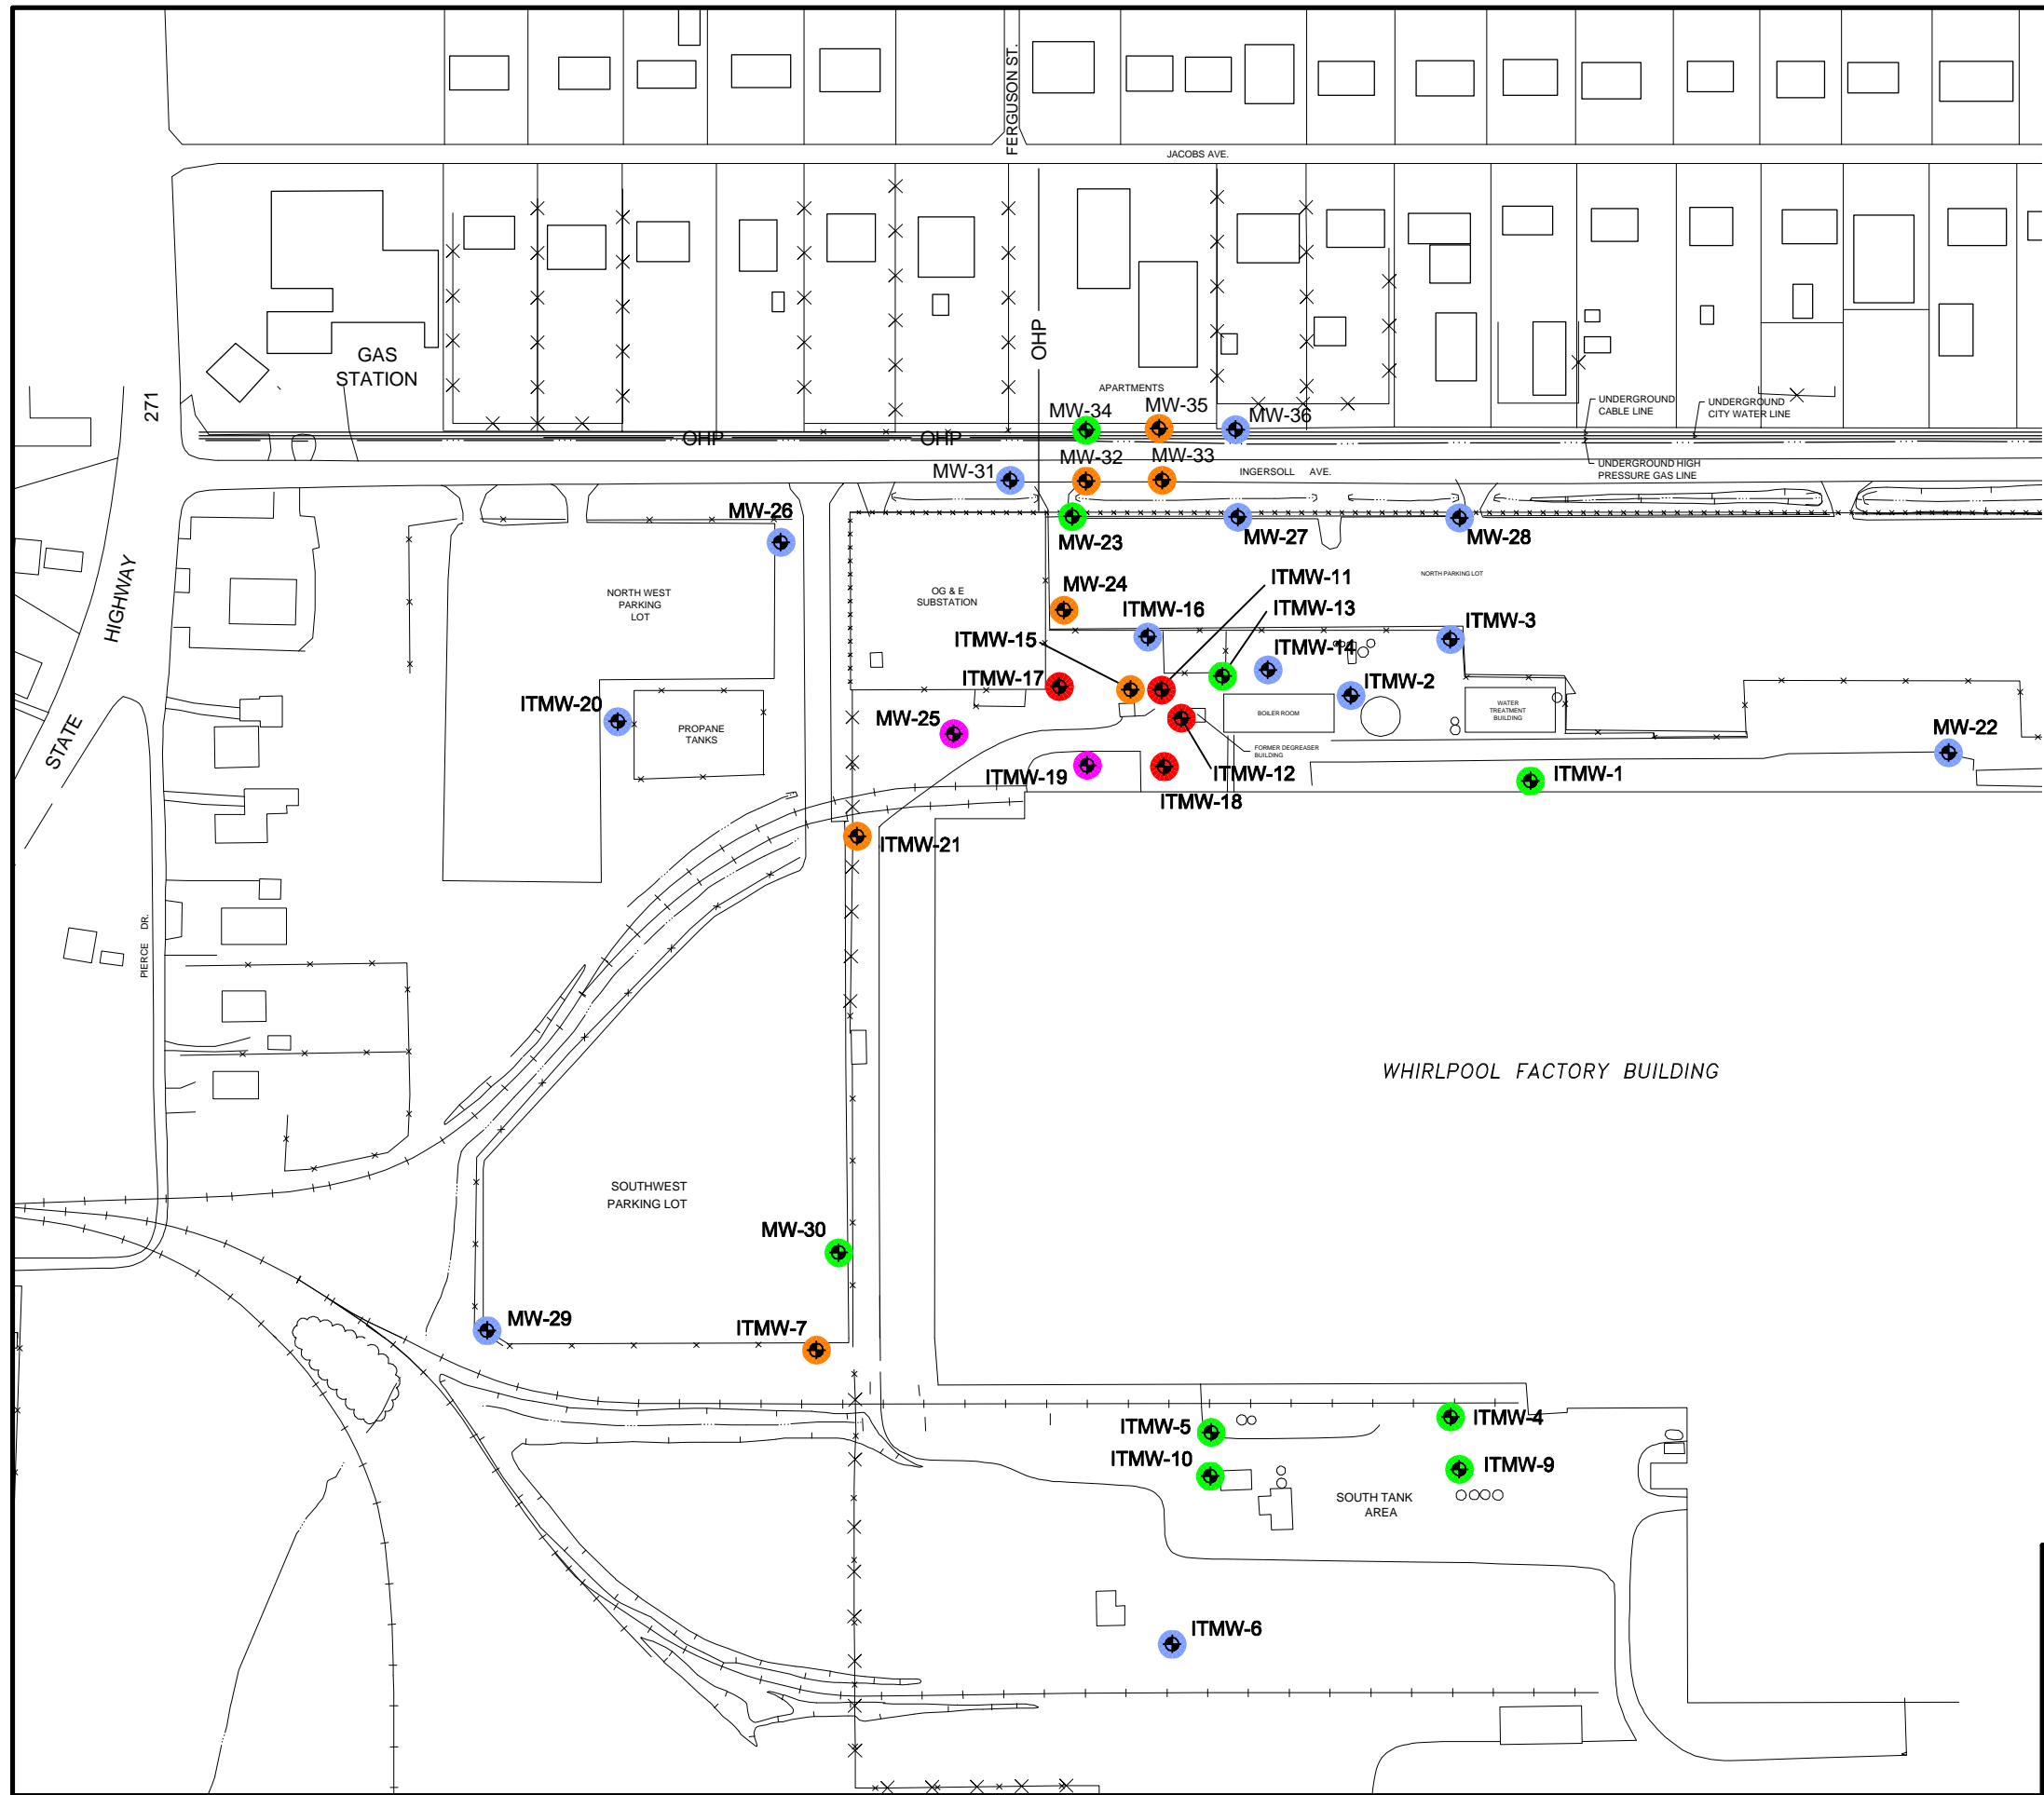 FERGUSON ST.
JACOBS AVE.
GAS
STATION
271
OHP
APARTMENTS
MW-34
MW-35
MW-36
UNDERGROUND
CABLE LINE
UNDERGROUND
CITY WATER LINE
OHP
OHP
MW-31
MW-32
MW-33
INGERSOLL AVE.
UNDERGROUND HIGH
PRESSURE GAS LINE
MW-26
MW-23
MW-27
MW-28
HIGHWAY
STATE
NORTH WEST
PARKING
LOT
OG & E
SUBSTATION
MW-24
ITMW-11
NORTH PARKING LOT
ITMW-16
ITMW-13
ITMW-3
ITMW-15
ITMW-14
ITMW-17
ITMW-2
ITMW-20
PROPANE
TANKS
MW-25
BOILER ROOM
WATER
TREATMENT
BUILDING
MW-22
FORMER DEGREASER
BUILDING
ITMW-19
ITMW-12
ITMW-1
ITMW-18
ITMW-21
PIERCE DR.
WHIRLPOOL FACTORY BUILDING
SOUTHWEST
PARKING LOT
MW-30
MW-29
ITMW-7
ITMW-5
ITMW-4
ITMW-10
ITMW-9
SOUTH TANK
AREA
ITMW-6